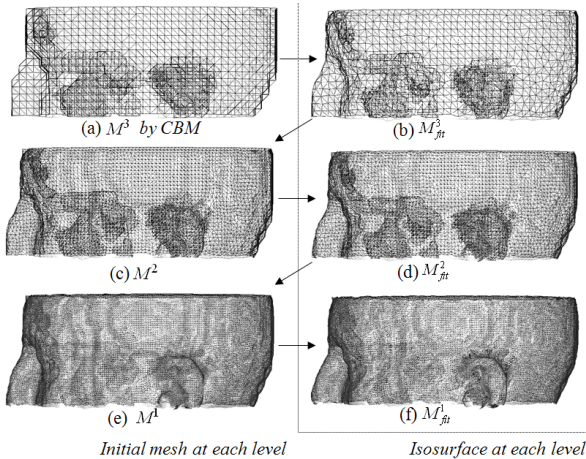 (a) M³ by CBM
(b) M³fit
(c) M²
(d) M²fit
(e) M¹
(f) M¹fit
Initial mesh at each level
Isosurface at each level